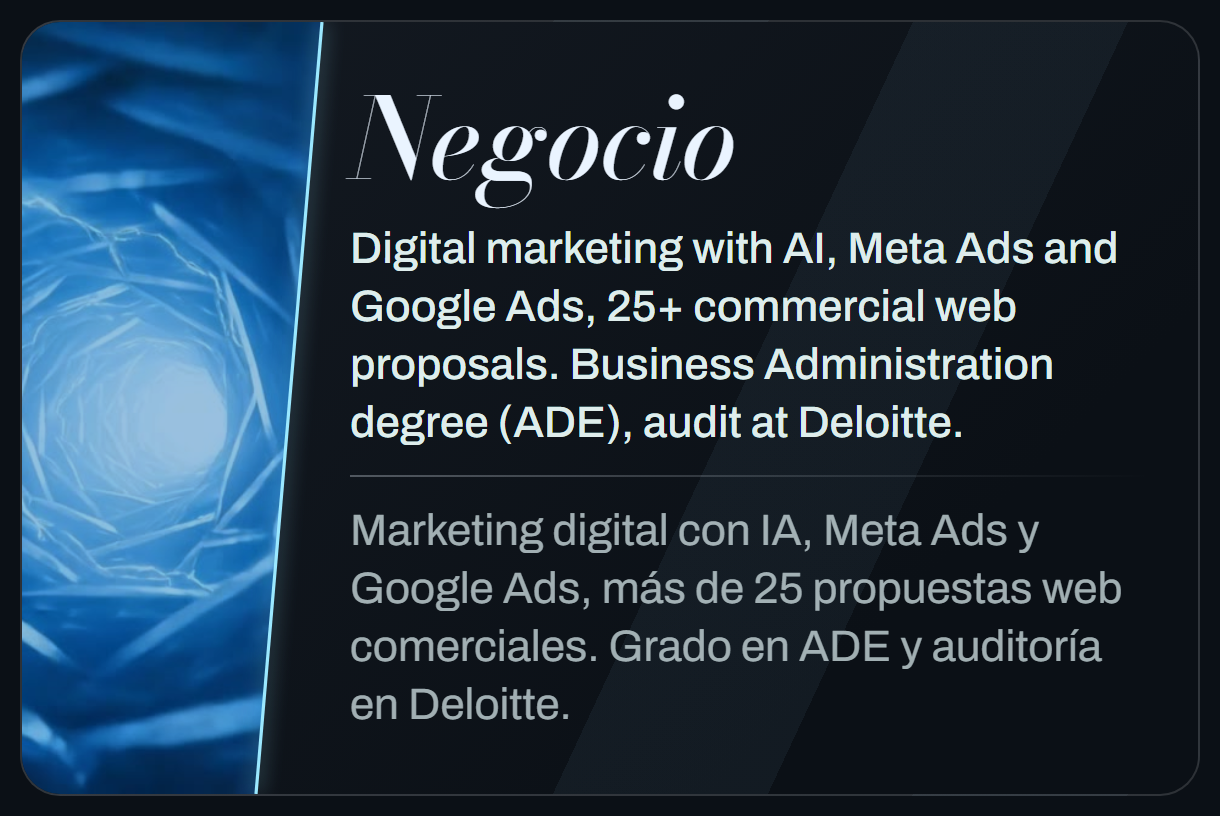 Negocio
Digital marketing with AI, Meta Ads and
Google Ads, 25+ commercial web
proposals. Business Administration
degree (ADE), audit at Deloitte.
Marketing digital con IA, Meta Ads y
Google Ads, más de 25 propuestas web
comerciales. Grado en ADE y auditoría
en Deloitte.